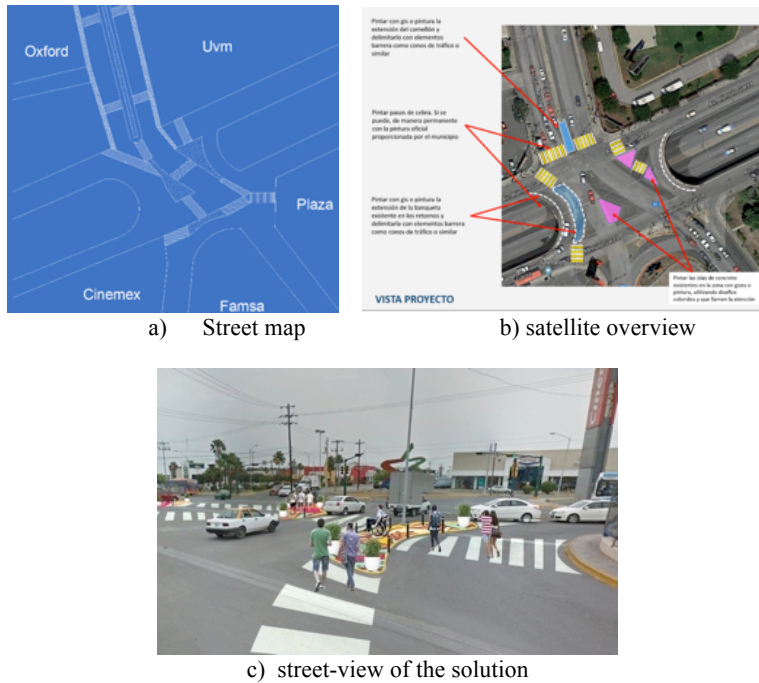 Oxford
Uvm
Plaza
Cinemex
Famsa
a) Street map
Pintar con gis o pintura la
extensión del camellón y
delimitarlo con elementos
barrera como conos de tráfico o
similar
Pintar pasos de cebra. Si se
puede, de manera permanente
con la pintura oficial
proporcionada por el municipio
Pintar con gis o pintura la
extensión de la banqueta
existente en los retornos y
delimitarla con elementos barrera
como conos de tráfico o similar
Pintar las islas de concreto
existentes en la zona con gises o
pintura, utilizando diseños
coloridos y que llamen la atención
VISTA PROYECTO
b) satellite overview
c) street-view of the solution